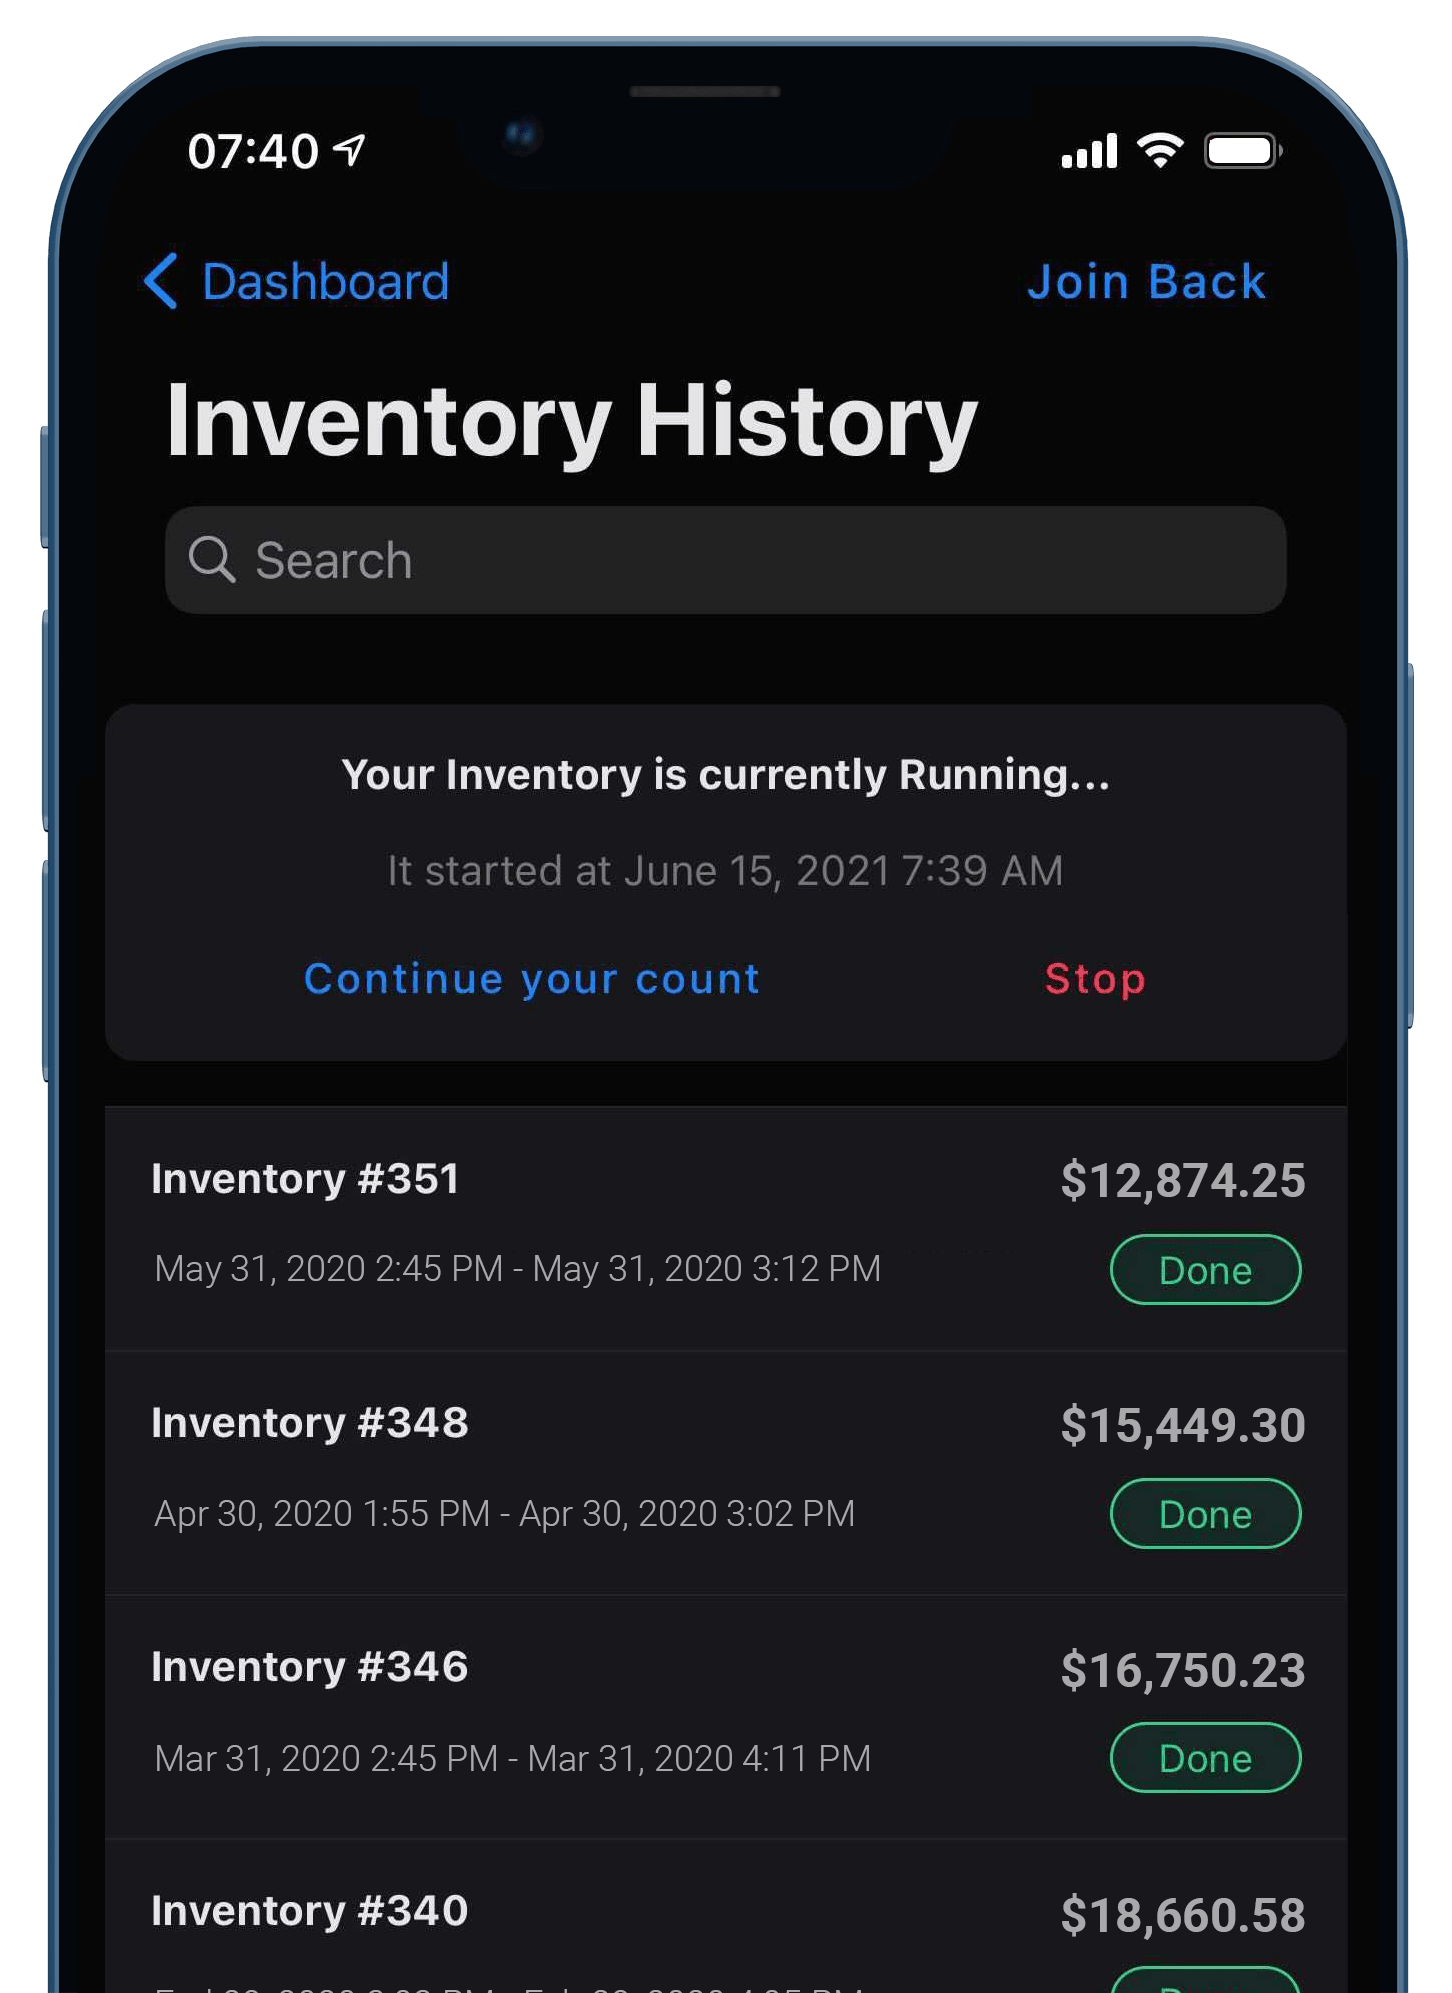 07:40
Dashboard
Join Back
Inventory History
Search
Your Inventory is currently Running...
It started at June 15, 2021 7:39 AM
Continue your count
Stop
Inventory #351
$12,874.25
May 31, 2020 2:45 PM - May 31, 2020 3:12 PM
Done
Inventory #348
$15,449.30
Apr 30, 2020 1:55 PM - Apr 30, 2020 3:02 PM
Done
Inventory #346
$16,750.23
Mar 31, 2020 2:45 PM - Mar 31, 2020 4:11 PM
Done
Inventory #340
$18,660.58